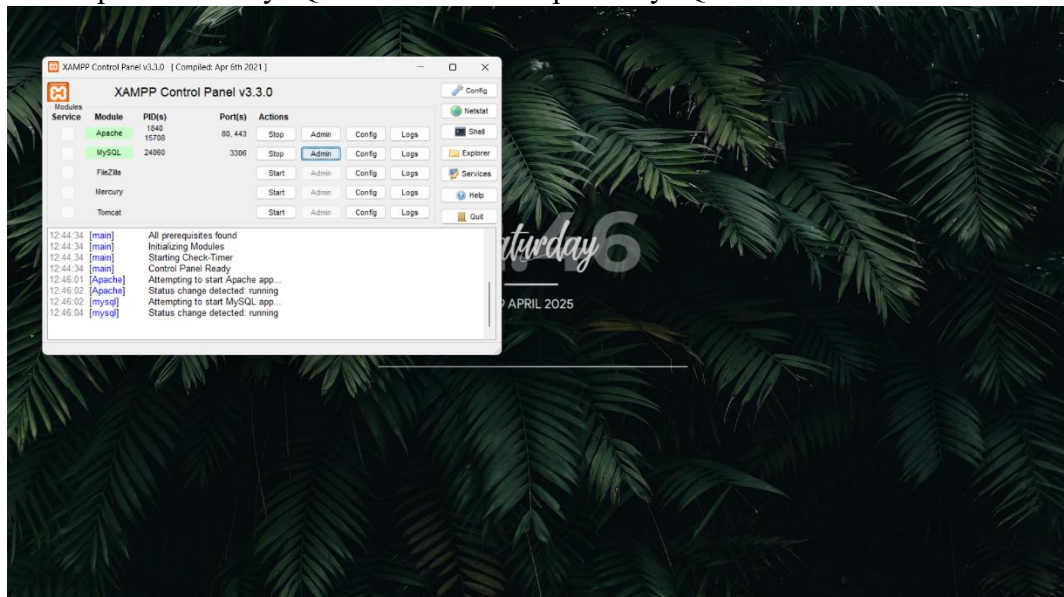 XAMPP Control Panel v3.3.0 [ Compiled: Apr 6th 2021 ]
XAMPP Control Panel v3.3.0
Config
Modules
Service Module PID(s) Port(s) Actions
Netstat
Apache 1840 15708 80, 443 Stop Admin Config Logs
Shell
MySQL 24060 3306 Stop Admin Config Logs
Explorer
FileZilla Start Admin Config Logs
Services
Mercury Start Admin Config Logs
Help
Tomcat Start Admin Config Logs
Quit
12:44:34 [main] All prerequisites found
12:44:34 [main] Initializing Modules
12:44:34 [main] Starting Check-Timer
12:44:34 [main] Control Panel Ready
12:46:01 [Apache] Attempting to start Apache app...
12:46:02 [Apache] Status change detected: running
12:46:02 [mysql] Attempting to start MySQL app...
12:46:04 [mysql] Status change detected: running
aturday
46
APRIL 2025